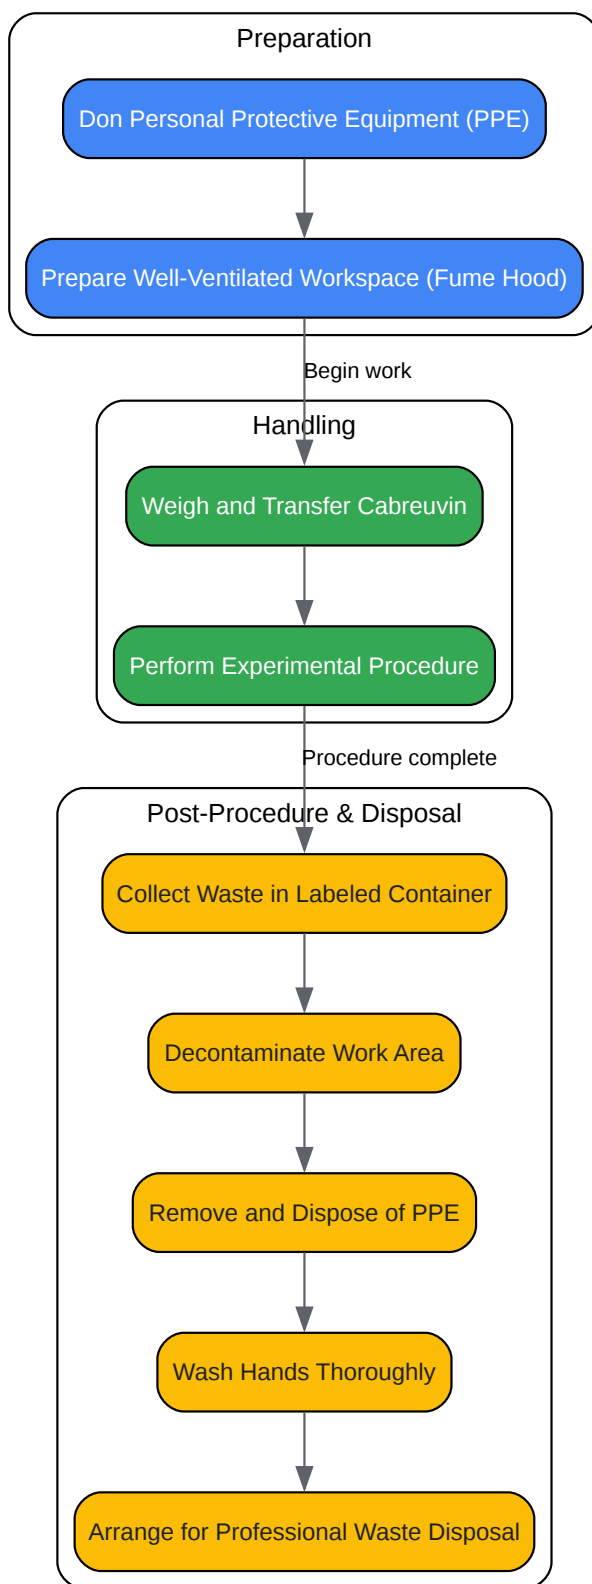 Preparation
Don Personal Protective Equipment (PPE)
Prepare Well-Ventilated Workspace (Fume Hood)
Begin work
Handling
Weigh and Transfer Cabreuvin
Perform Experimental Procedure
Procedure complete
Post-Procedure & Disposal
Collect Waste in Labeled Container
Decontaminate Work Area
Remove and Dispose of PPE
Wash Hands Thoroughly
Arrange for Professional Waste Disposal